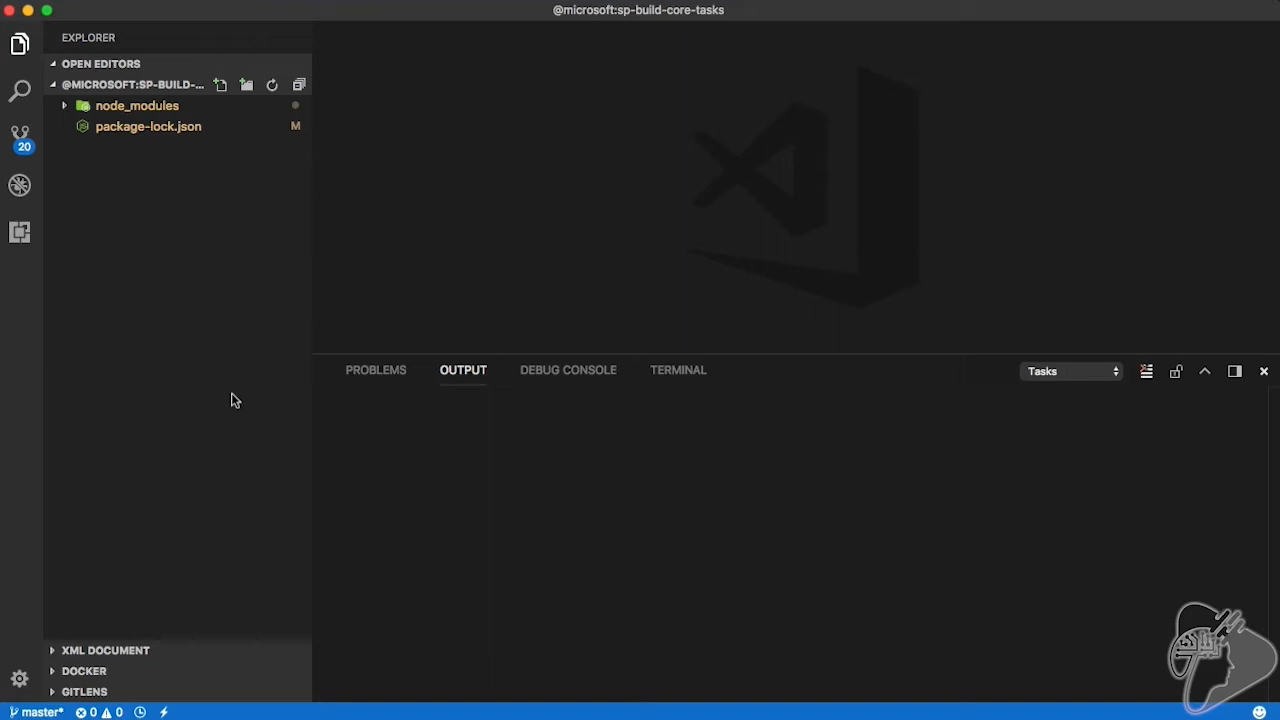 @microsoft:sp-build-core-tasks
EXPLORER
OPEN EDITORS
@MICROSOFT:SP-BUILD-...
node_modules
package-lock.json M
20
PROBLEMS OUTPUT DEBUG CONSOLE TERMINAL Tasks
XML DOCUMENT
DOCKER
GITLENS
master* 0 0